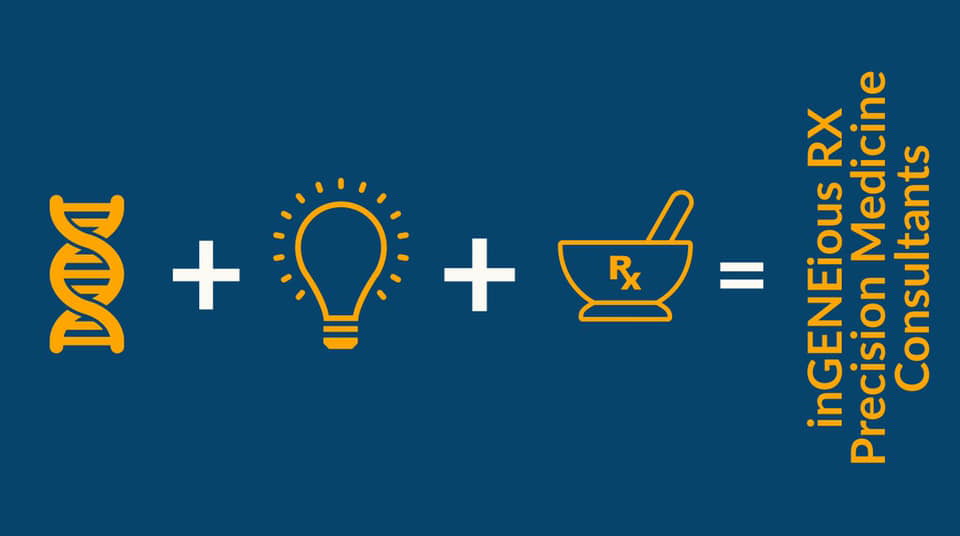 +
+
Rx
=
inGENEious RX
Precision Medicine
Consultants